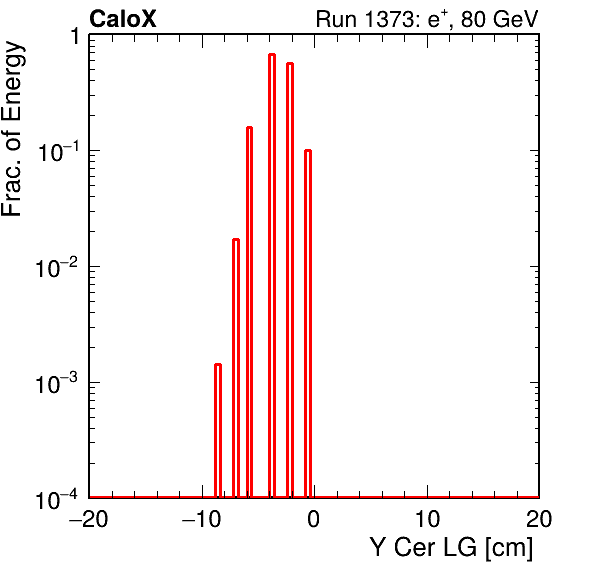 CaloX Run 1373: e⁺, 80 GeV
Frac. of Energy
1
10⁻¹
10⁻²
10⁻³
10⁻⁴
−20 −10 0 10 20
Y Cer LG [cm]